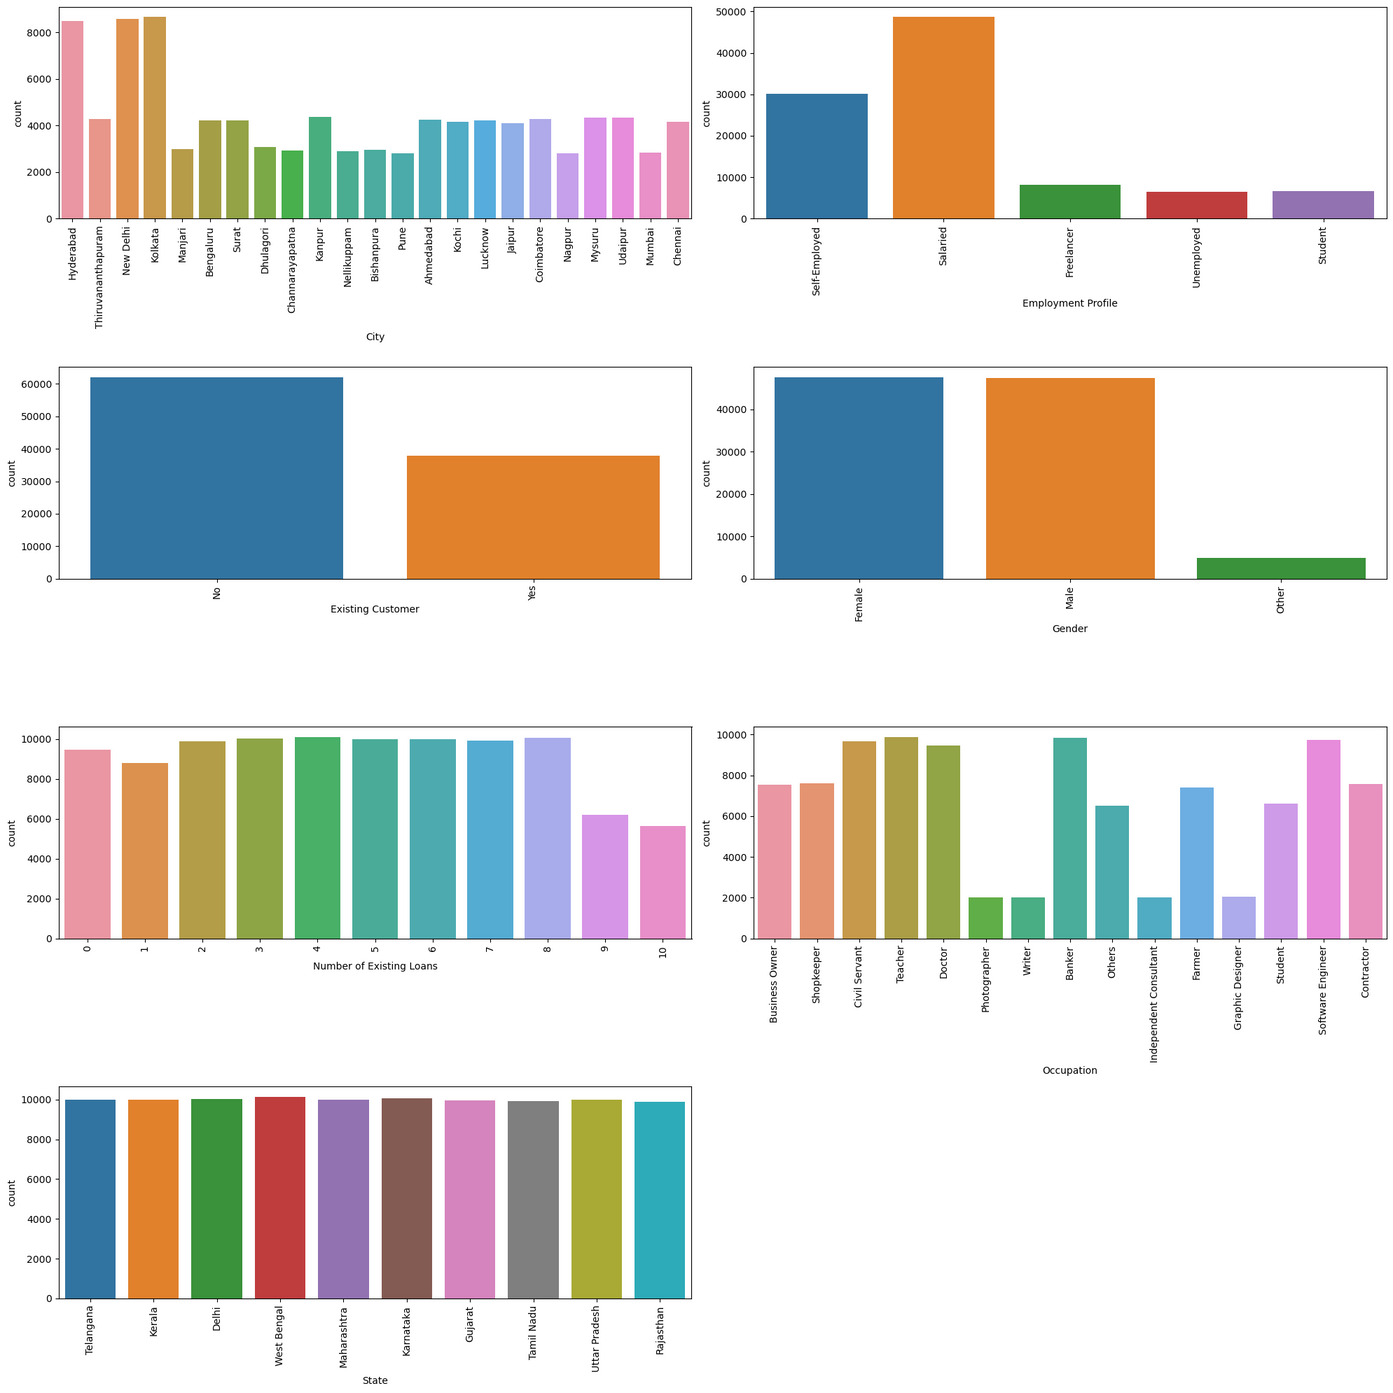 8000
6000
4000
2000
0
count
Hyderabad
Thiruvananthapuram
New Delhi
Kolkata
Manjari
Bengaluru
Surat
Dhulagori
Channarayapatna
Kanpur
Nellikuppam
Bishanpura
Pune
Ahmedabad
Kochi
Lucknow
Jaipur
Coimbatore
Nagpur
Mysuru
Udaipur
Mumbai
Chennai
City
50000
40000
30000
20000
10000
0
count
Self-Employed
Salaried
Freelancer
Unemployed
Student
Employment Profile
60000
50000
40000
30000
20000
10000
0
count
No
Yes
Existing Customer
40000
30000
20000
10000
0
count
Female
Male
Other
Gender
10000
8000
6000
4000
2000
0
count
0
1
2
3
4
5
6
7
8
9
10
Number of Existing Loans
10000
8000
6000
4000
2000
0
count
Business Owner
Shopkeeper
Civil Servant
Teacher
Doctor
Photographer
Writer
Banker
Others
Independent Consultant
Farmer
Graphic Designer
Student
Software Engineer
Contractor
Occupation
10000
8000
6000
4000
2000
0
count
Telangana
Kerala
Delhi
West Bengal
Maharashtra
Karnataka
Gujarat
Tamil Nadu
Uttar Pradesh
Rajasthan
State